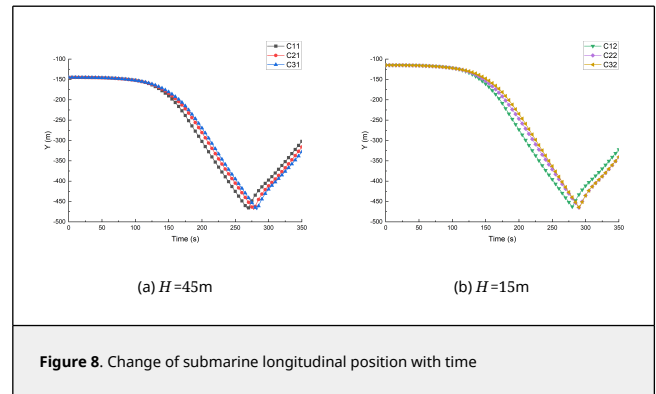 C11
C21
C31
-100
-150
-200
-250
-300
-350
-400
-450
-500
Y (m)
0 50 100 150 200 250 300 350
Time (s)
(a) H=45m
C12
C22
C32
-100
-150
-200
-250
-300
-350
-400
-450
-500
Y (m)
0 50 100 150 200 250 300 350
Time (s)
(b) H=15m
Figure 8. Change of submarine longitudinal position with time